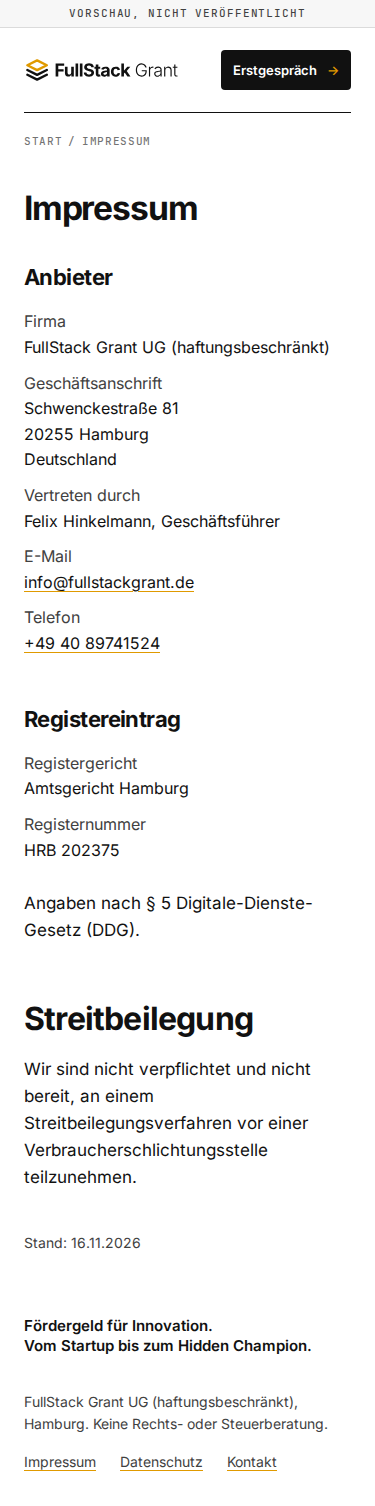 VORSCHAU, NICHT VERÖFFENTLICHT
FullStack Grant
Erstgespräch →
START / IMPRESSUM
Impressum
Anbieter
Firma
FullStack Grant UG (haftungsbeschränkt)
Geschäftsanschrift
Schwenckestraße 81
20255 Hamburg
Deutschland
Vertreten durch
Felix Hinkelmann, Geschäftsführer
E-Mail
info@fullstackgrant.de
Telefon
+49 40 89741524
Registereintrag
Registergericht
Amtsgericht Hamburg
Registernummer
HRB 202375
Angaben nach § 5 Digitale-Dienste-
Gesetz (DDG).
Streitbeilegung
Wir sind nicht verpflichtet und nicht
bereit, an einem
Streitbeilegungsverfahren vor einer
Verbraucherschlichtungsstelle
teilzunehmen.
Stand: 16.11.2026
Fördergeld für Innovation.
Vom Startup bis zum Hidden Champion.
FullStack Grant UG (haftungsbeschränkt),
Hamburg. Keine Rechts- oder Steuerberatung.
Impressum Datenschutz Kontakt